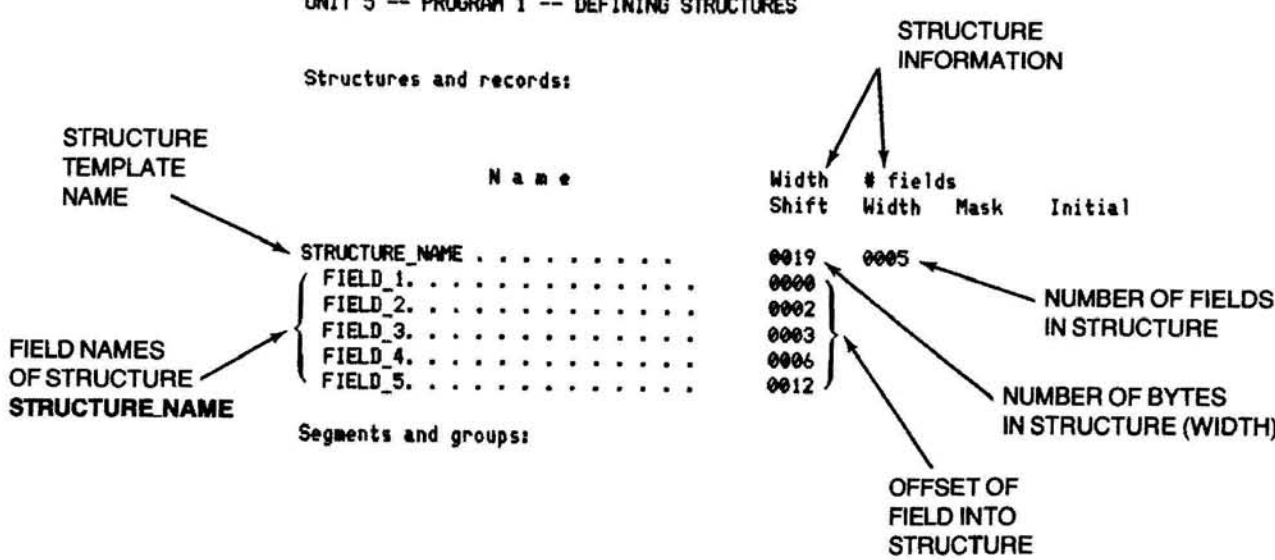 UNIT 5 -- PROGRAM 1 -- DEFINING STRUCTURES
STRUCTURE
INFORMATION
Structures and records:
STRUCTURE
TEMPLATE
NAME
N a m e
Width # fields
Shift Width Mask Initial
STRUCTURE_NAME . . . . . . . . . . 0019 0005
FIELD_1. . . . . . . . . . . . . . 0000
FIELD_2. . . . . . . . . . . . . . 0002
FIELD_3. . . . . . . . . . . . . . 0003
FIELD_4. . . . . . . . . . . . . . 0006
FIELD_5. . . . . . . . . . . . . . 0012
NUMBER OF FIELDS
IN STRUCTURE
FIELD NAMES
OF STRUCTURE
STRUCTURE_NAME
NUMBER OF BYTES
IN STRUCTURE (WIDTH)
Segments and groups:
OFFSET OF
FIELD INTO
STRUCTURE